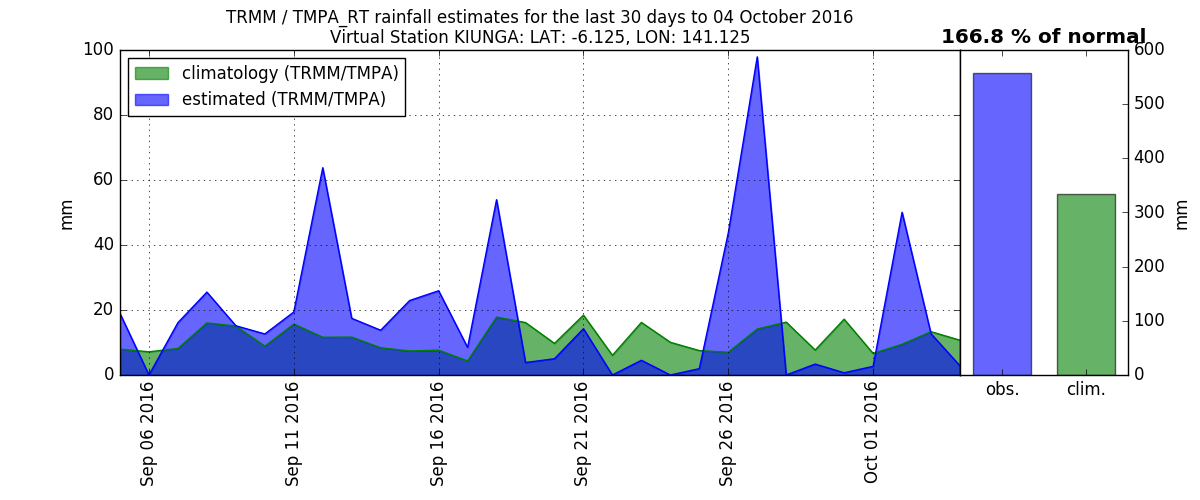 TRMM / TMPA_RT rainfall estimates for the last 30 days to 04 October 2016
Virtual Station KIUNGA: LAT: -6.125, LON: 141.125
166.8 % of normal
climatology (TRMM/TMPA)
estimated (TRMM/TMPA)
mm
100
80
60
40
20
0
Sep 06 2016
Sep 11 2016
Sep 16 2016
Sep 21 2016
Sep 26 2016
Oct 01 2016
obs.
clim.
600
500
400
300
200
100
0
mm